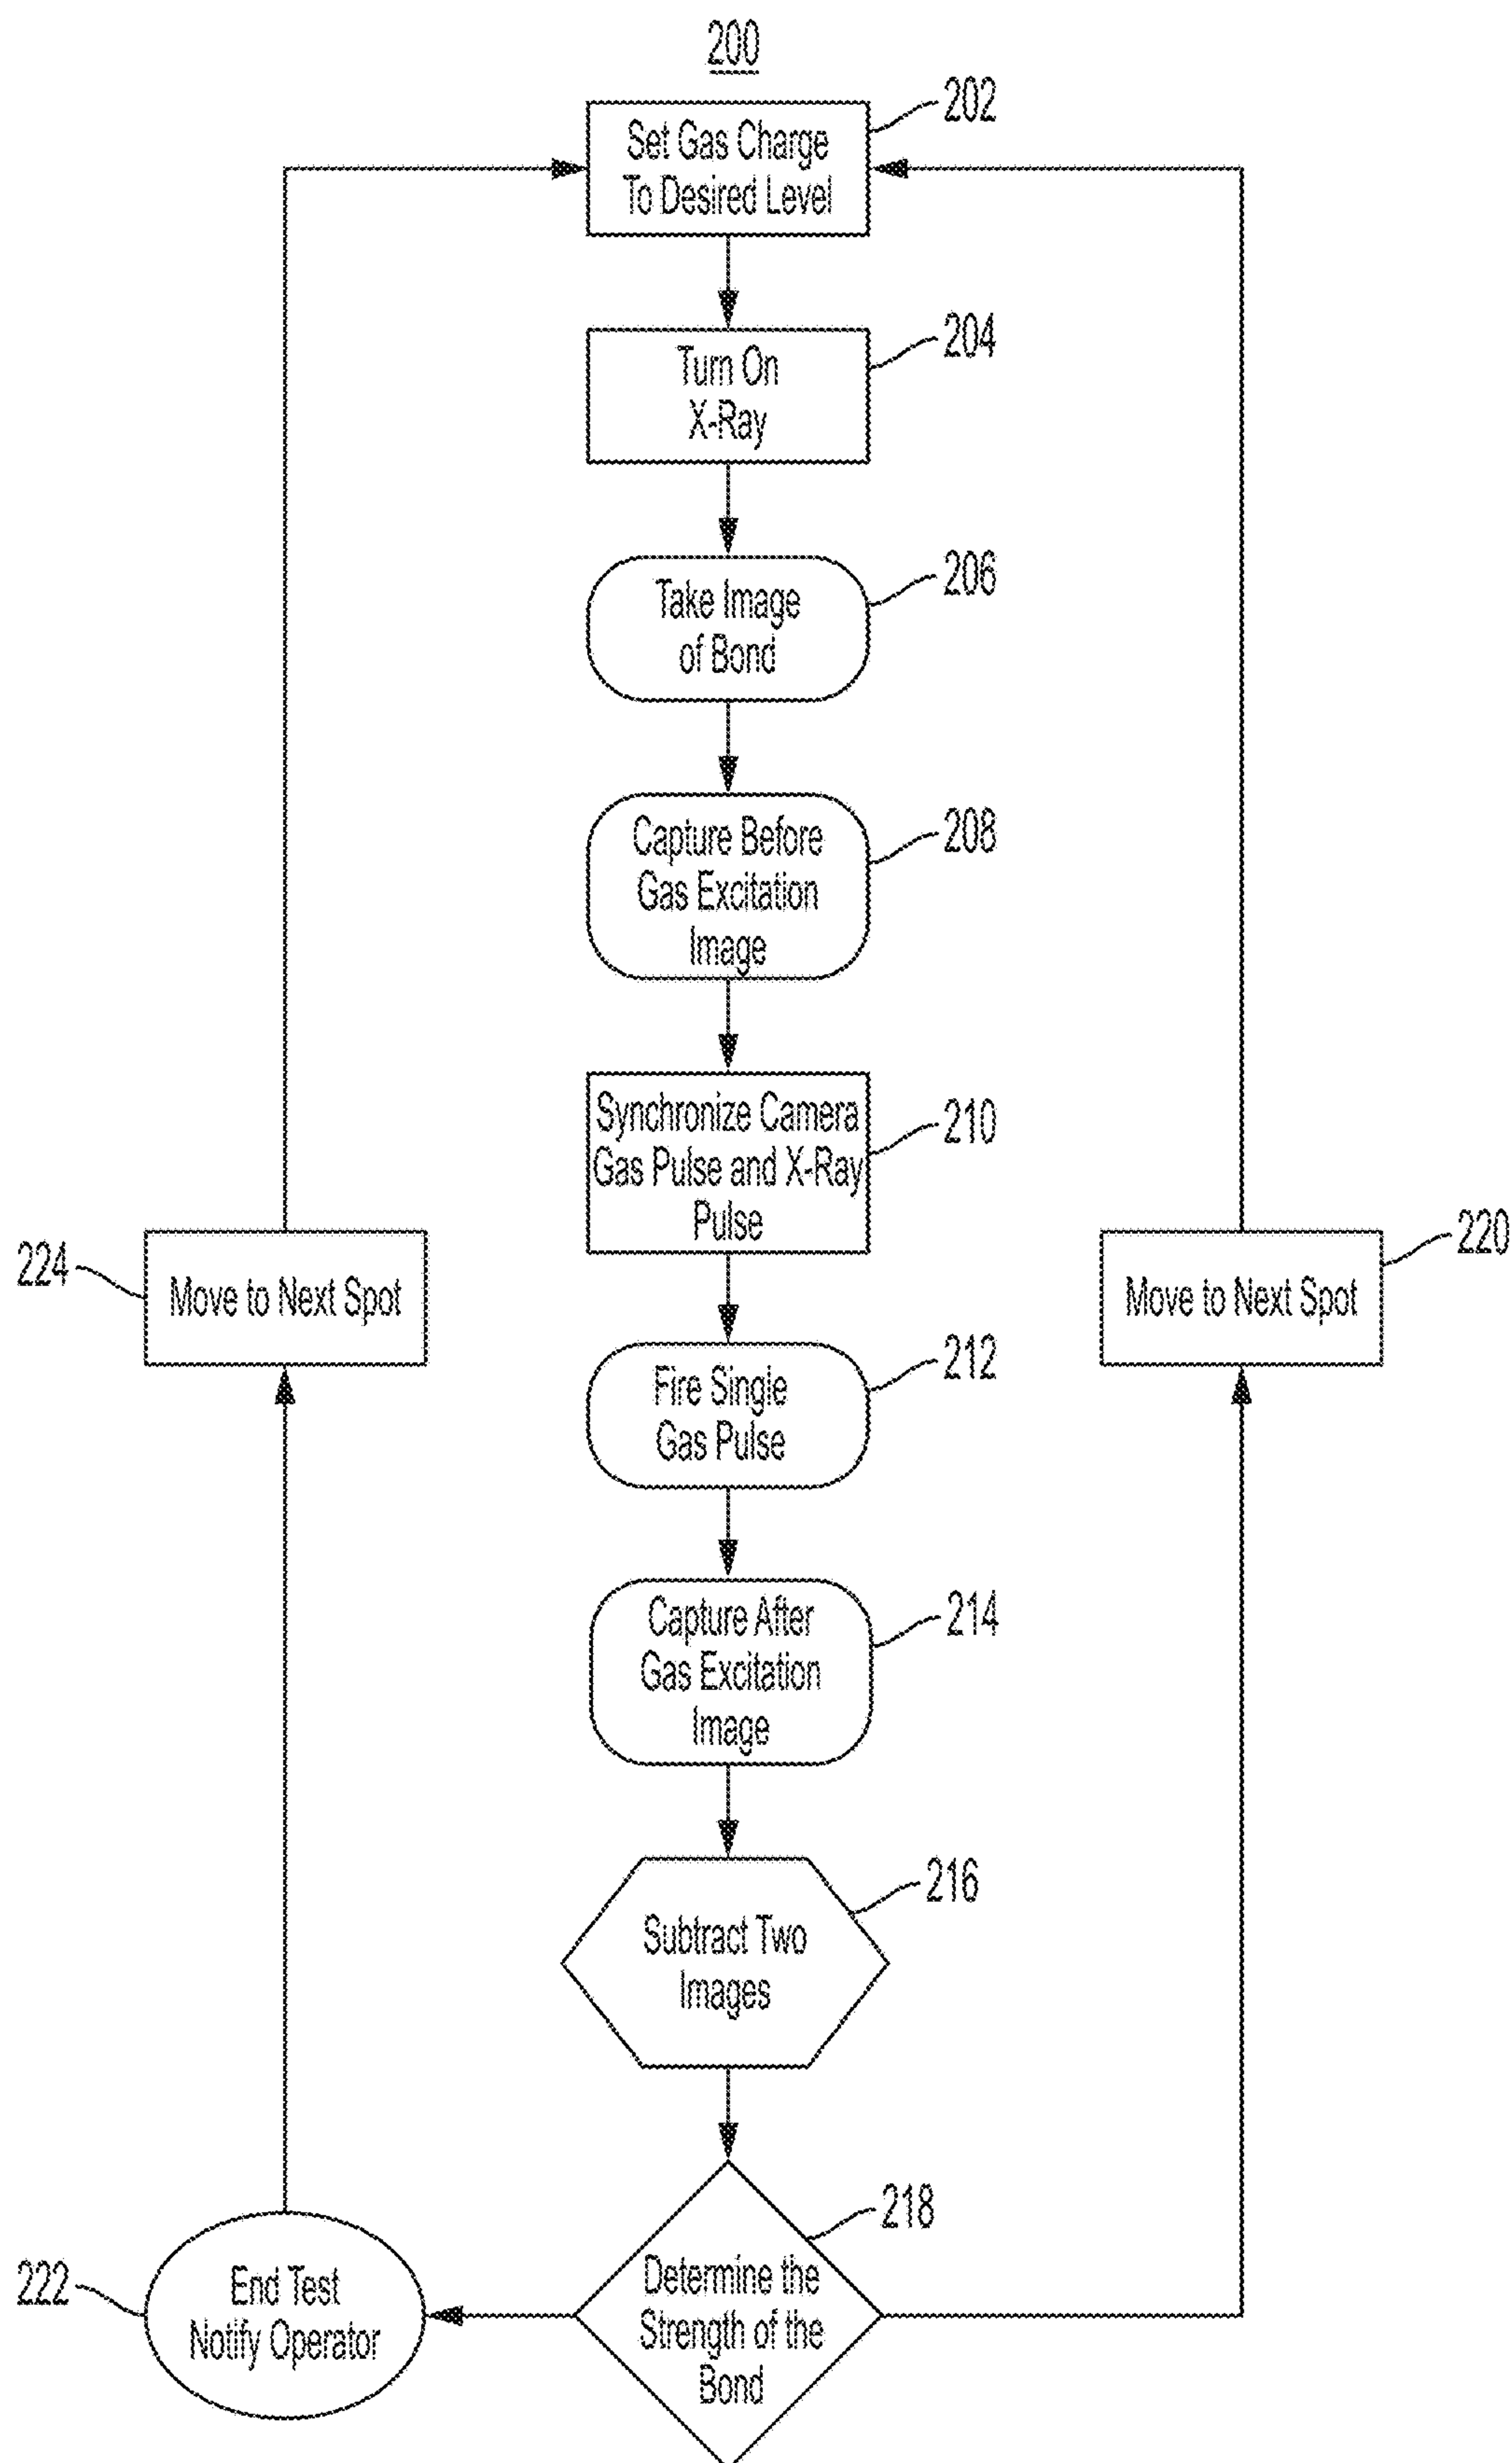 200
202
Set Gas Charge
To Desired Level
204
Turn On
X-Ray
206
Take Image
of Bond
208
Capture Before
Gas Excitation
Image
210
Synchronize Camera
Gas Pulse and X-Ray
Pulse
224
Move to Next Spot
220
Move to Next Spot
212
Fire Single
Gas Pulse
214
Capture After
Gas Excitation
Image
216
Subtract Two
Images
218
Determine the
Strength of the
Bond
222
End Test
Notify Operator